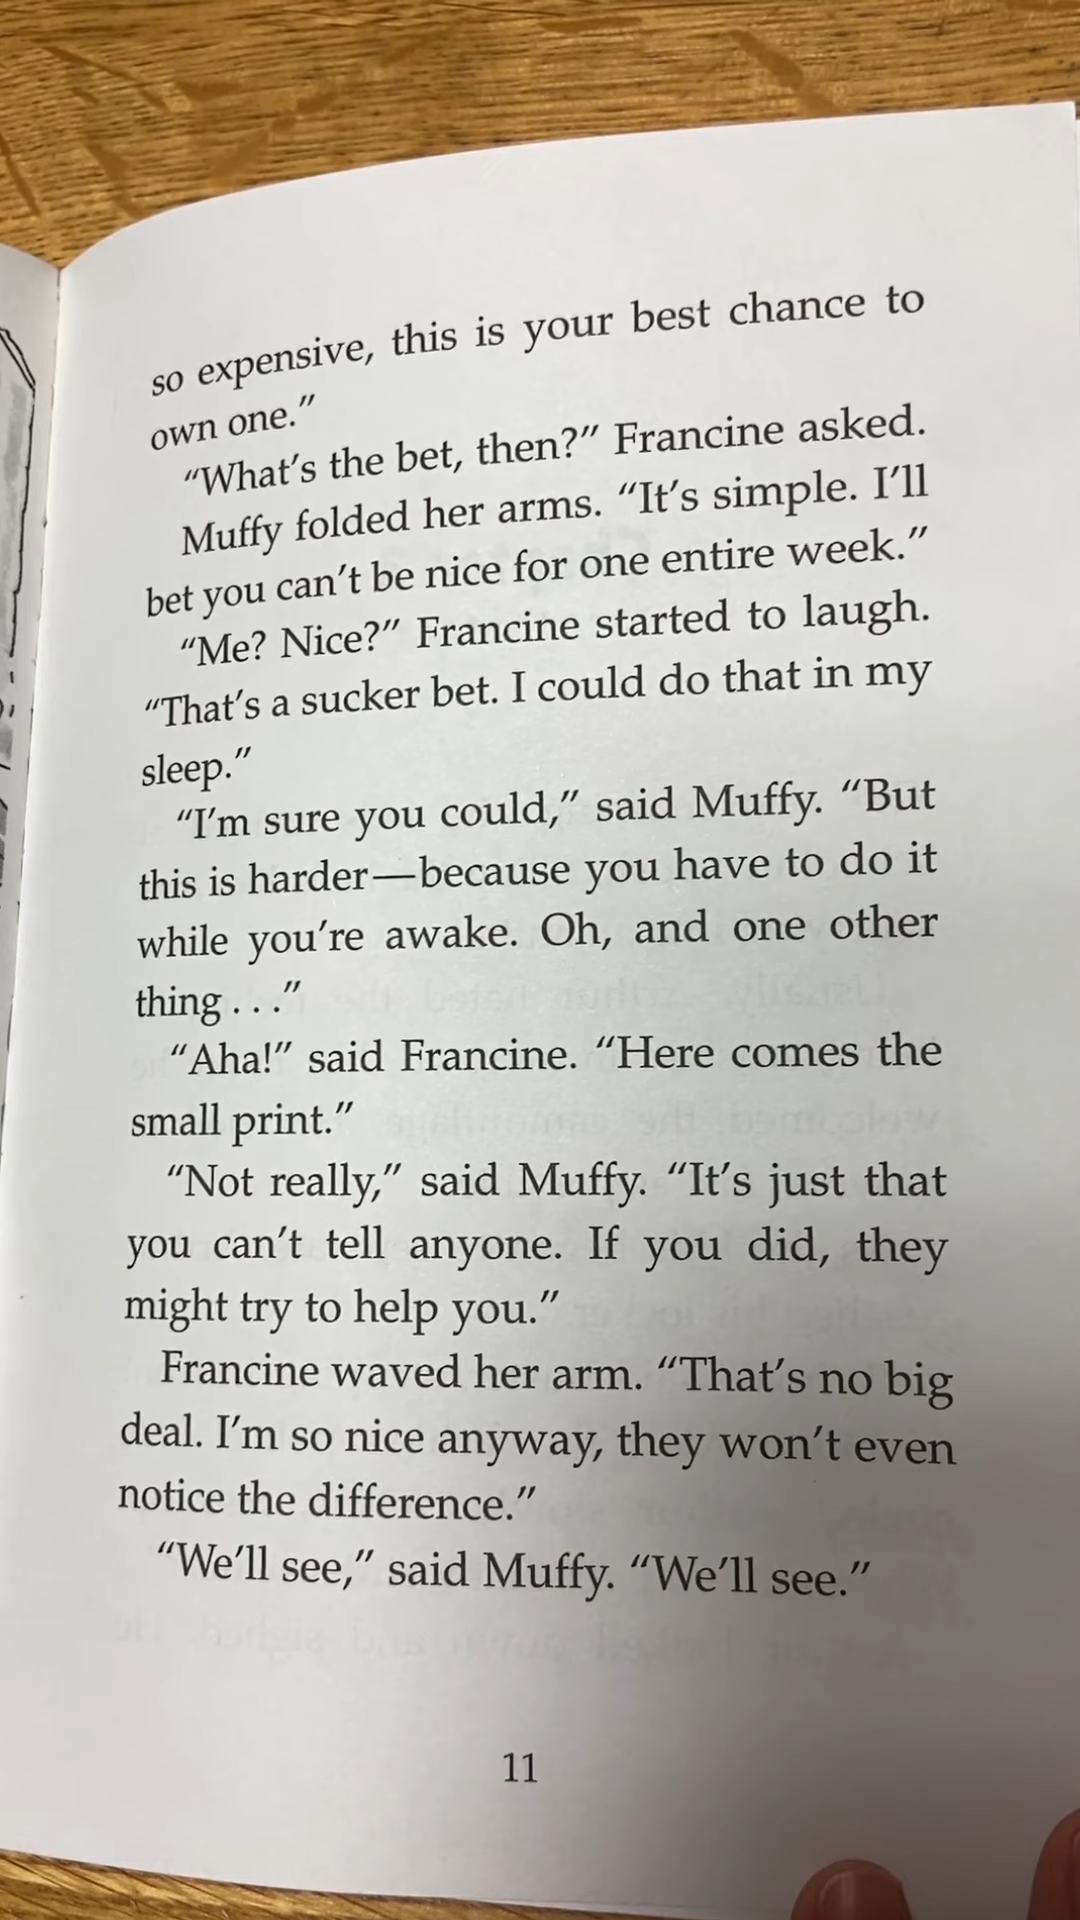 so expensive, this is your best chance to
own one.”
“What’s the bet, then?” Francine asked.
Muffy folded her arms. “It’s simple. I’ll
bet you can’t be nice for one entire week.”
“Me? Nice?” Francine started to laugh.
“That’s a sucker bet. I could do that in my
sleep.”
“I’m sure you could,” said Muffy. “But
this is harder—because you have to do it
while you’re awake. Oh, and one other
thing . . .”
“Aha!” said Francine. “Here comes the
small print.”
“Not really,” said Muffy. “It’s just that
you can’t tell anyone. If you did, they
might try to help you.”
Francine waved her arm. “That’s no big
deal. I’m so nice anyway, they won’t even
notice the difference.”
“We’ll see,” said Muffy. “We’ll see.”
11